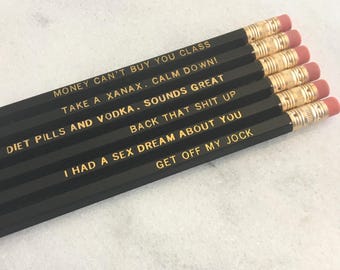 MONEY CAN'T BUY YOU CLASS
TAKE A XANAX. CALM DOWN!
DIET PILLS AND VODKA. SOUNDS GREAT
BACK THAT SHIT UP
I HAD A SEX DREAM ABOUT YOU
GET OFF MY JOCK